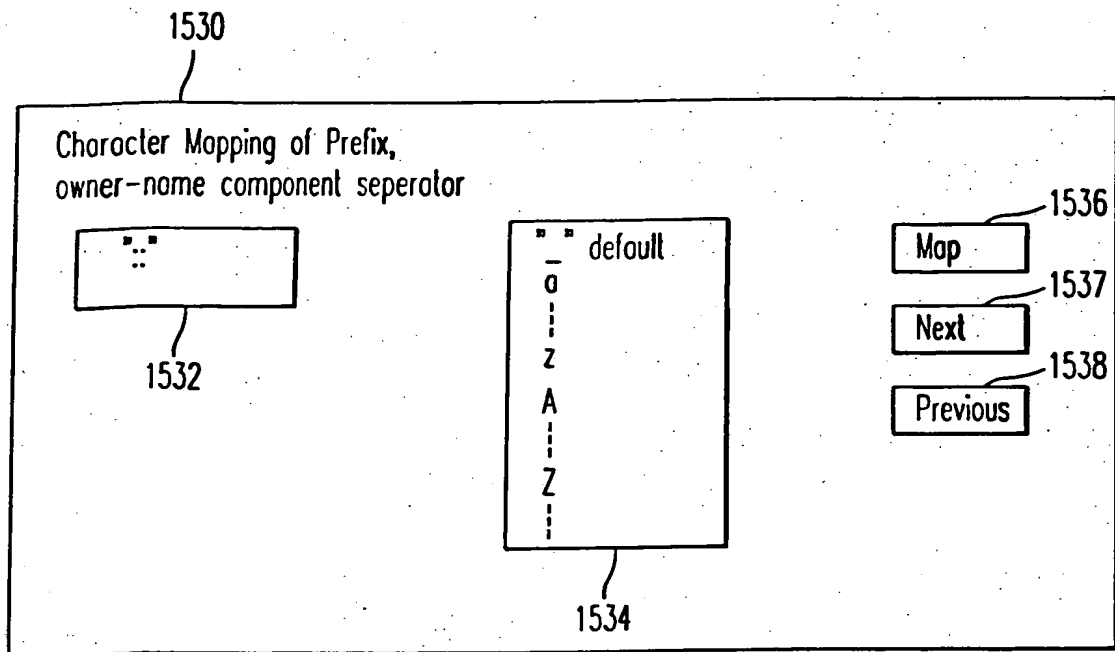 1530
Character Mapping of Prefix,
owner-name component seperator
" "
..
1532
" " default
_
a
z
A
Z
1534
1536
Map
1537
Next
1538
Previous